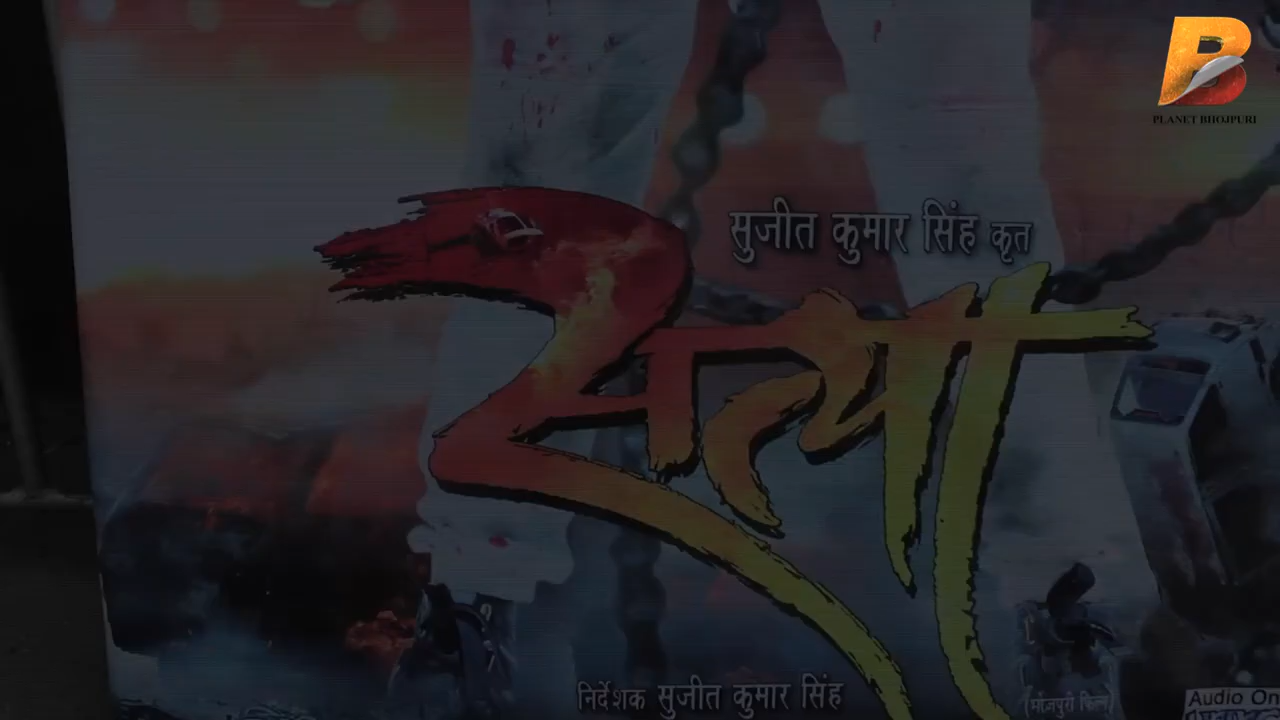 PLANET BHOJPURI
सुजीत कुमार सिंह कृत
सत्या
निर्देशक सुजीत कुमार सिंह
(भोजपुरी फिल्म)
Audio On